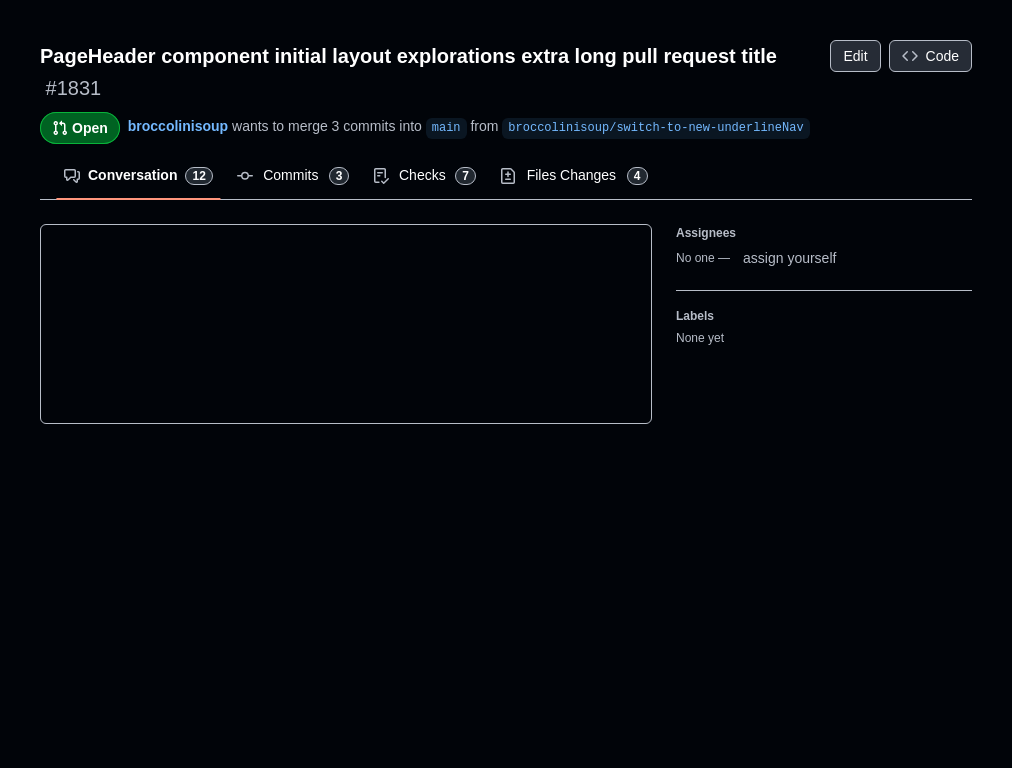 PageHeader component initial layout explorations extra long pull request title
#1831
Edit
Code
Open
broccolinisoup wants to merge 3 commits into main from broccolinisoup/switch-to-new-underlineNav
Conversation 12 Commits 3 Checks 7 Files Changes 4
Assignees
No one — assign yourself
Labels
None yet